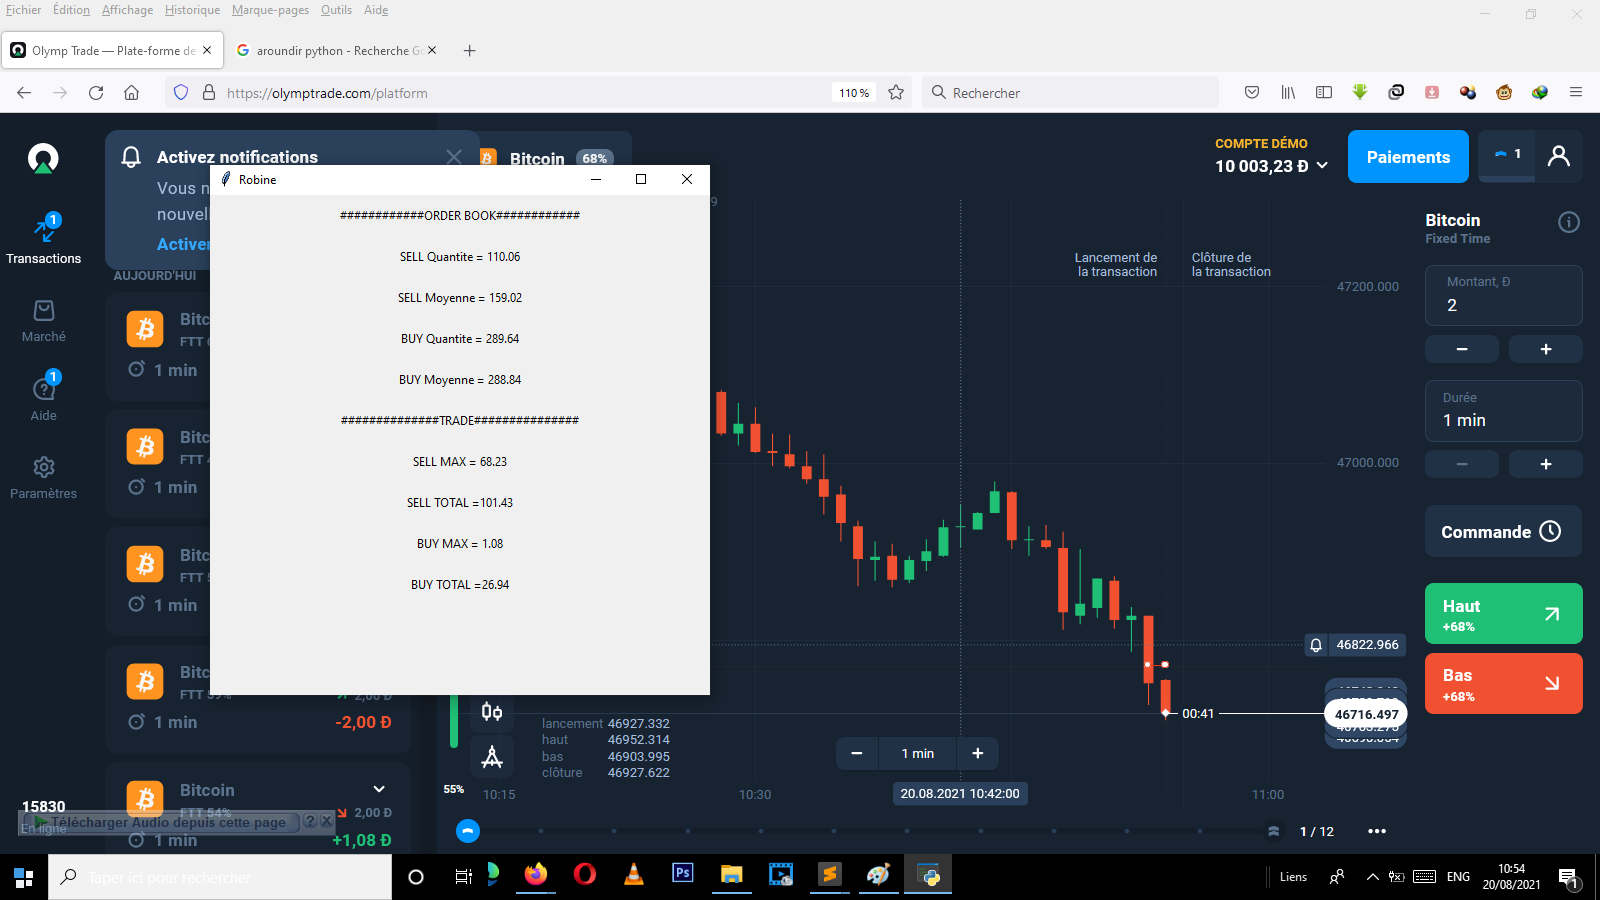 Fichier Édition Affichage Historique Marque-pages Outils Aide
Olymp Trade — Plate-forme de
aroundir python - Recherche Go
https://olymptrade.com/platform
110 %
Rechercher
Activez notifications
Vous n
nouvell
Activer
AUJOURD'HUI
Bitcoin 68%
COMPTE DÉMO
10 003,23 Đ
Paiements
1
1
Transactions
Marché
1
Aide
Paramètres
Bitc
FTT 6
1 min
Bitc
FTT 4
1 min
Bitc
FTT 5
1 min
Bitc
FTT 59%
2,00 Đ
1 min
-2,00 Đ
Bitcoin
FTT 54%
2,00 Đ
1 min
+1,08 Đ
15830
En ligne
Télécharger Audio depuis cette page
Robine
############ORDER BOOK############
SELL Quantite = 110.06
SELL Moyenne = 159.02
BUY Quantite = 289.64
BUY Moyenne = 288.84
##############TRADE###############
SELL MAX = 68.23
SELL TOTAL =101.43
BUY MAX = 1.08
BUY TOTAL =26.94
9
Lancement de
la transaction
Clôture de
la transaction
47200.000
47000.000
46822.966
46716.497
00:41
lancement 46927.332
haut 46952.314
bas 46903.995
clôture 46927.622
1 min
55%
10:15
10:30
20.08.2021 10:42:00
11:00
1 / 12
Bitcoin
Fixed Time
Montant, Đ
2
Durée
1 min
Commande
Haut
+68%
Bas
+68%
Taper ici pour rechercher
Ps
Liens
ENG
10:54
20/08/2021
1